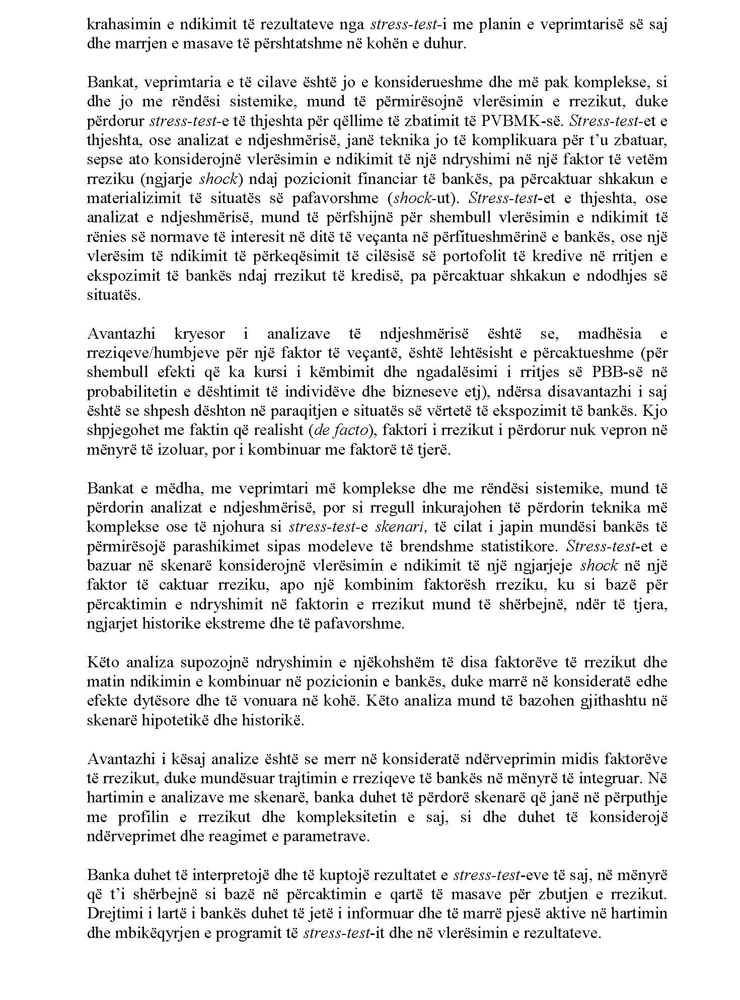 krahasimin e ndikimit të rezultateve nga stress-test-i me planin e veprimtarisë së saj
dhe marrjen e masave të përshtatshme në kohën e duhur.
Bankat, veprimtaria e të cilave është jo e konsiderueshme dhe më pak komplekse, si
dhe jo me rëndësi sistemike, mund të përmirësojnë vlerësimin e rrezikut, duke
përdorur stress-test-e të thjeshta për qëllime të zbatimit të PVBMK-së. Stress-test-et e
thjeshta, ose analizat e ndjeshmërisë, janë teknika jo të komplikuara për t’u zbatuar,
sepse ato konsiderojnë vlerësimin e ndikimit të një ndryshimi në një faktor të vetëm
rreziku (ngjarje shock) ndaj pozicionit financiar të bankës, pa përcaktuar shkakun e
materializimit të situatës së pafavorshme (shock-ut). Stress-test-et e thjeshta, ose
analizat e ndjeshmërisë, mund të përfshijnë për shembull vlerësimin e ndikimit të
rënies së normave të interesit në ditë të veçanta në përfitueshmërinë e bankës, ose një
vlerësim të ndikimit të përkeqësimit të cilësisë së portofolit të kredive në rritjen e
ekspozimit të bankës ndaj rrezikut të kredisë, pa përcaktuar shkakun e ndodhjes së
situatës.
Avantazhi kryesor i analizave të ndjeshmërisë është se, madhësia e
rreziqeve/humbjeve për një faktor të veçantë, është lehtësisht e përcaktueshme (për
shembull efekti që ka kursi i këmbimit dhe ngadalësimi i rritjes së PBB-së në
probabilitetin e dështimit të individëve dhe bizneseve etj), ndërsa disavantazhi i saj
është se shpesh dështon në paraqitjen e situatës së vërtetë të ekspozimit të bankës. Kjo
shpjegohet me faktin që realisht (de facto), faktori i rrezikut i përdorur nuk vepron në
mënyrë të izoluar, por i kombinuar me faktorë të tjerë.
Bankat e mëdha, me veprimtari më komplekse dhe me rëndësi sistemike, mund të
përdorin analizat e ndjeshmërisë, por si rregull inkurajohen të përdorin teknika më
komplekse ose të njohura si stress-test-e skenari, të cilat i japin mundësi bankës të
përmirësojë parashikimet sipas modeleve të brendshme statistikore. Stress-test-et e
bazuar në skenarë konsiderojnë vlerësimin e ndikimit të një ngjarjeje shock në një
faktor të caktuar rreziku, apo një kombinim faktorësh rreziku, ku si bazë për
përcaktimin e ndryshimit në faktorin e rrezikut mund të shërbejnë, ndër të tjera,
ngjarjet historike ekstreme dhe të pafavorshme.
Këto analiza supozojnë ndryshimin e njëkohshëm të disa faktorëve të rrezikut dhe
matin ndikimin e kombinuar në pozicionin e bankës, duke marrë në konsideratë edhe
efekte dytësore dhe të vonuara në kohë. Këto analiza mund të bazohen gjithashtu në
skenarë hipotetikë dhe historikë.
Avantazhi i kësaj analize është se merr në konsideratë ndërveprimin midis faktorëve
të rrezikut, duke mundësuar trajtimin e rreziqeve të bankës në mënyrë të integruar. Në
hartimin e analizave me skenarë, banka duhet të përdorë skenarë që janë në përputhje
me profilin e rrezikut dhe kompleksitetin e saj, si dhe duhet të konsiderojë
ndërveprimet dhe reagimet e parametrave.
Banka duhet të interpretojë dhe të kuptojë rezultatet e stress-test-eve të saj, në mënyrë
që t’i shërbejnë si bazë në përcaktimin e qartë të masave për zbutjen e rrezikut.
Drejtimi i lartë i bankës duhet të jetë i informuar dhe të marrë pjesë aktive në hartimin
dhe mbikëqyrjen e programit të stress-test-it dhe në vlerësimin e rezultateve.